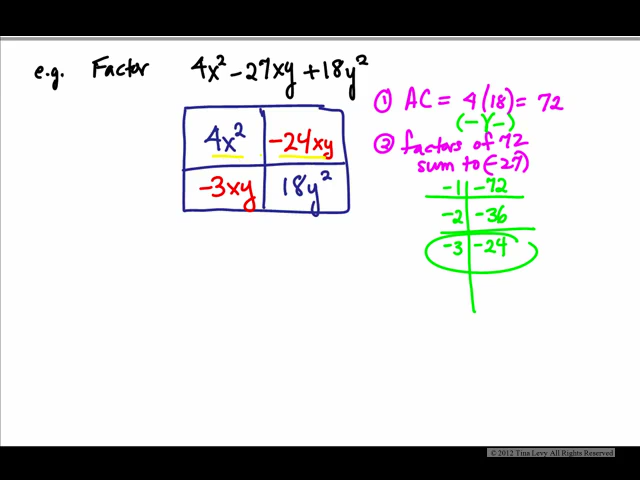 e.g. Factor 4x² - 27xy + 18y²
① AC = 4(18) = 72
(-)(-)
② factors of 72
sum to (-27)
4x² -24xy
-3xy 18y²
-1 -72
-2 -36
-3 -24
© 2012 Tina Levy All Rights Reserved